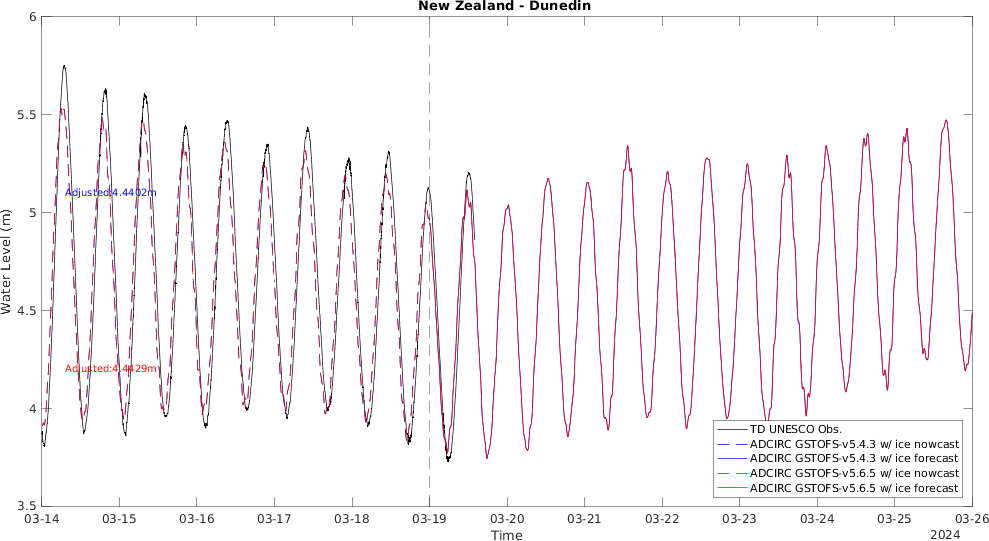 New Zealand - Dunedin
6
5.5
5
4.5
4
3.5
Water Level (m)
Adjusted:4.4402m
Adjusted:4.4429m
TD UNESCO Obs.
ADCIRC GSTOFS-v5.4.3 w/ ice nowcast
ADCIRC GSTOFS-v5.4.3 w/ ice forecast
ADCIRC GSTOFS-v5.6.5 w/ ice nowcast
ADCIRC GSTOFS-v5.6.5 w/ ice forecast
03-14 03-15 03-16 03-17 03-18 03-19 03-20 03-21 03-22 03-23 03-24 03-25 03-26
Time
2024